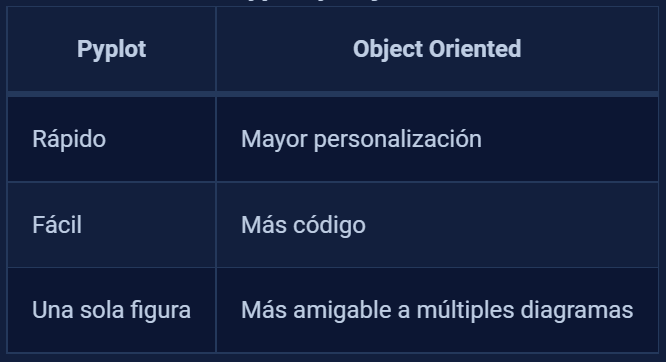 Pyplot Object Oriented
Rápido Mayor personalización
Fácil Más código
Una sola figura Más amigable a múltiples diagramas